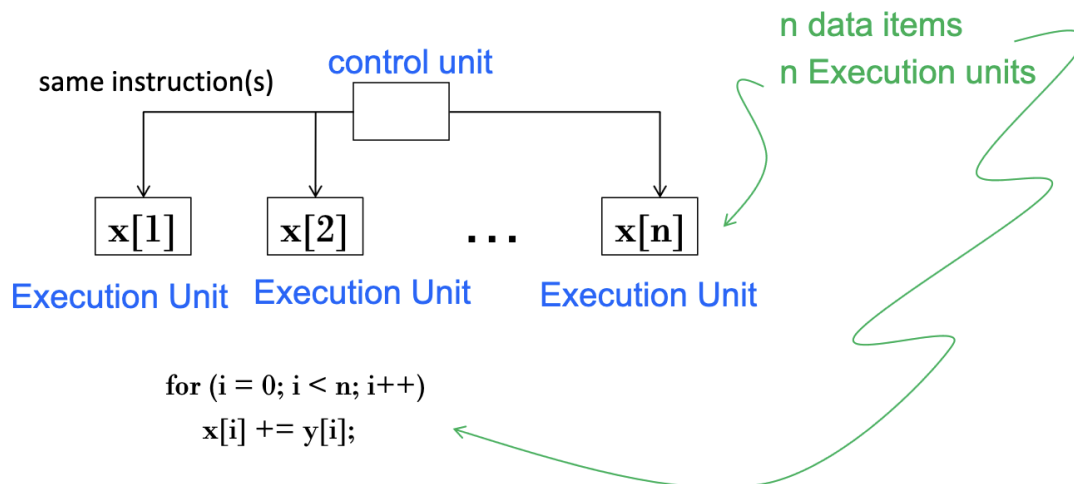 n data items
n Execution units
control unit
same instruction(s)
x[1] x[2] ... x[n]
Execution Unit Execution Unit Execution Unit
for (i = 0; i < n; i++)
x[i] += y[i];